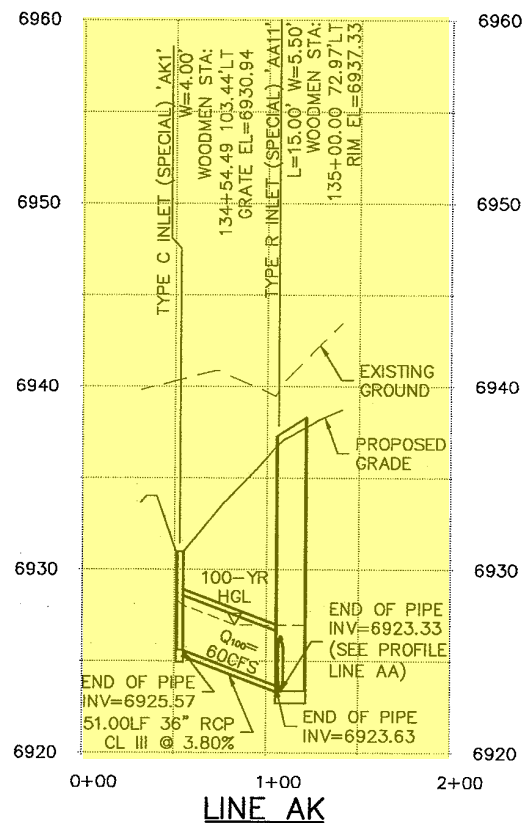 6960
6960
TYPE C INLET (SPECIAL) 'AK1'
W=4.00'
WOODMEN STA:
134+54.49 103.44'LT
GRATE EL=6930.94
TYPE R INLET (SPECIAL) 'AA11'
L=15.00' W=5.50'
WOODMEN STA:
135+00.00 72.97'LT
RIM EL=6937.33
6950
6950
6940
6940
EXISTING
GROUND
PROPOSED
GRADE
6930
6930
100-YR
HGL
Q100=
60CFS
END OF PIPE
INV=6923.33
(SEE PROFILE
LINE AA)
END OF PIPE
INV=6925.57
51.00LF 36" RCP
CL III @ 3.80%
END OF PIPE
INV=6923.63
6920
6920
0+00
1+00
2+00
LINE AK